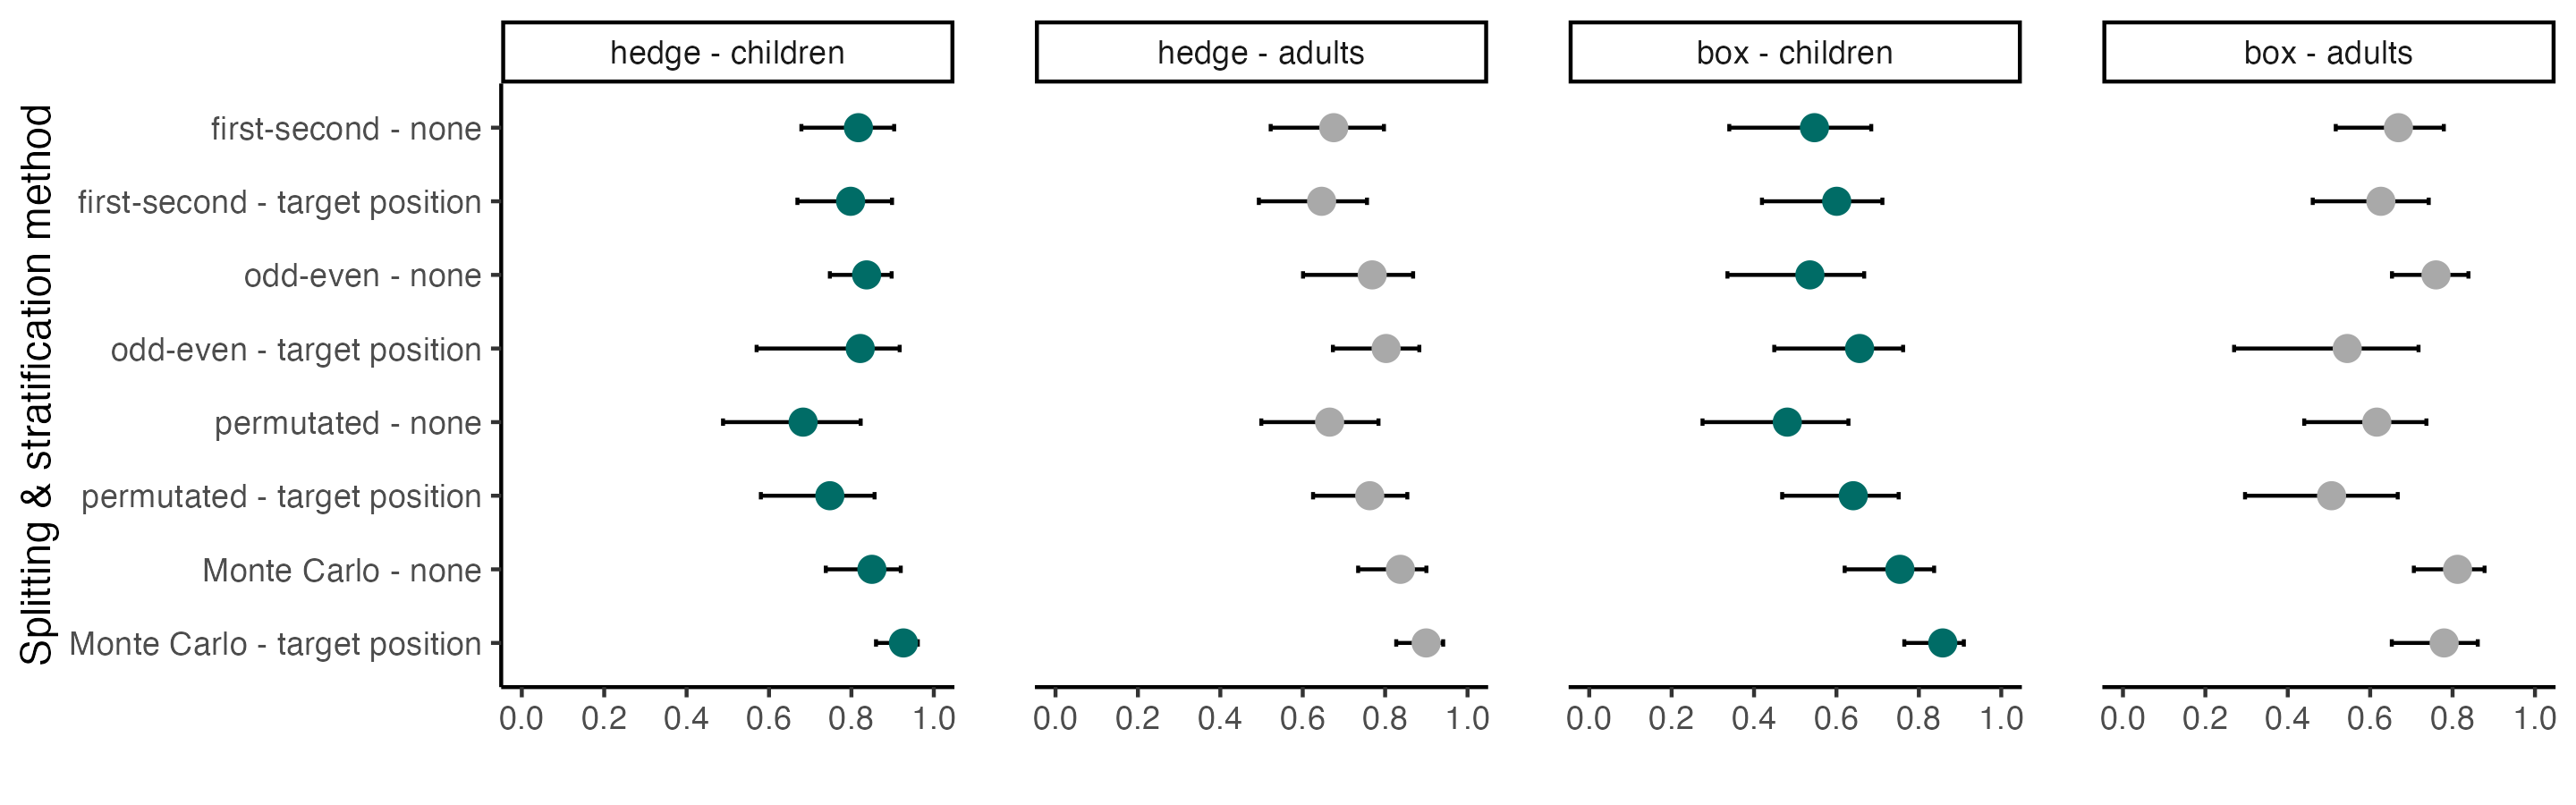 hedge - children
hedge - adults
box - children
box - adults
Splitting & stratification method
first-second - none
first-second - target position
odd-even - none
odd-even - target position
permutated - none
permutated - target position
Monte Carlo - none
Monte Carlo - target position
0.0 0.2 0.4 0.6 0.8 1.0
0.0 0.2 0.4 0.6 0.8 1.0
0.0 0.2 0.4 0.6 0.8 1.0
0.0 0.2 0.4 0.6 0.8 1.0